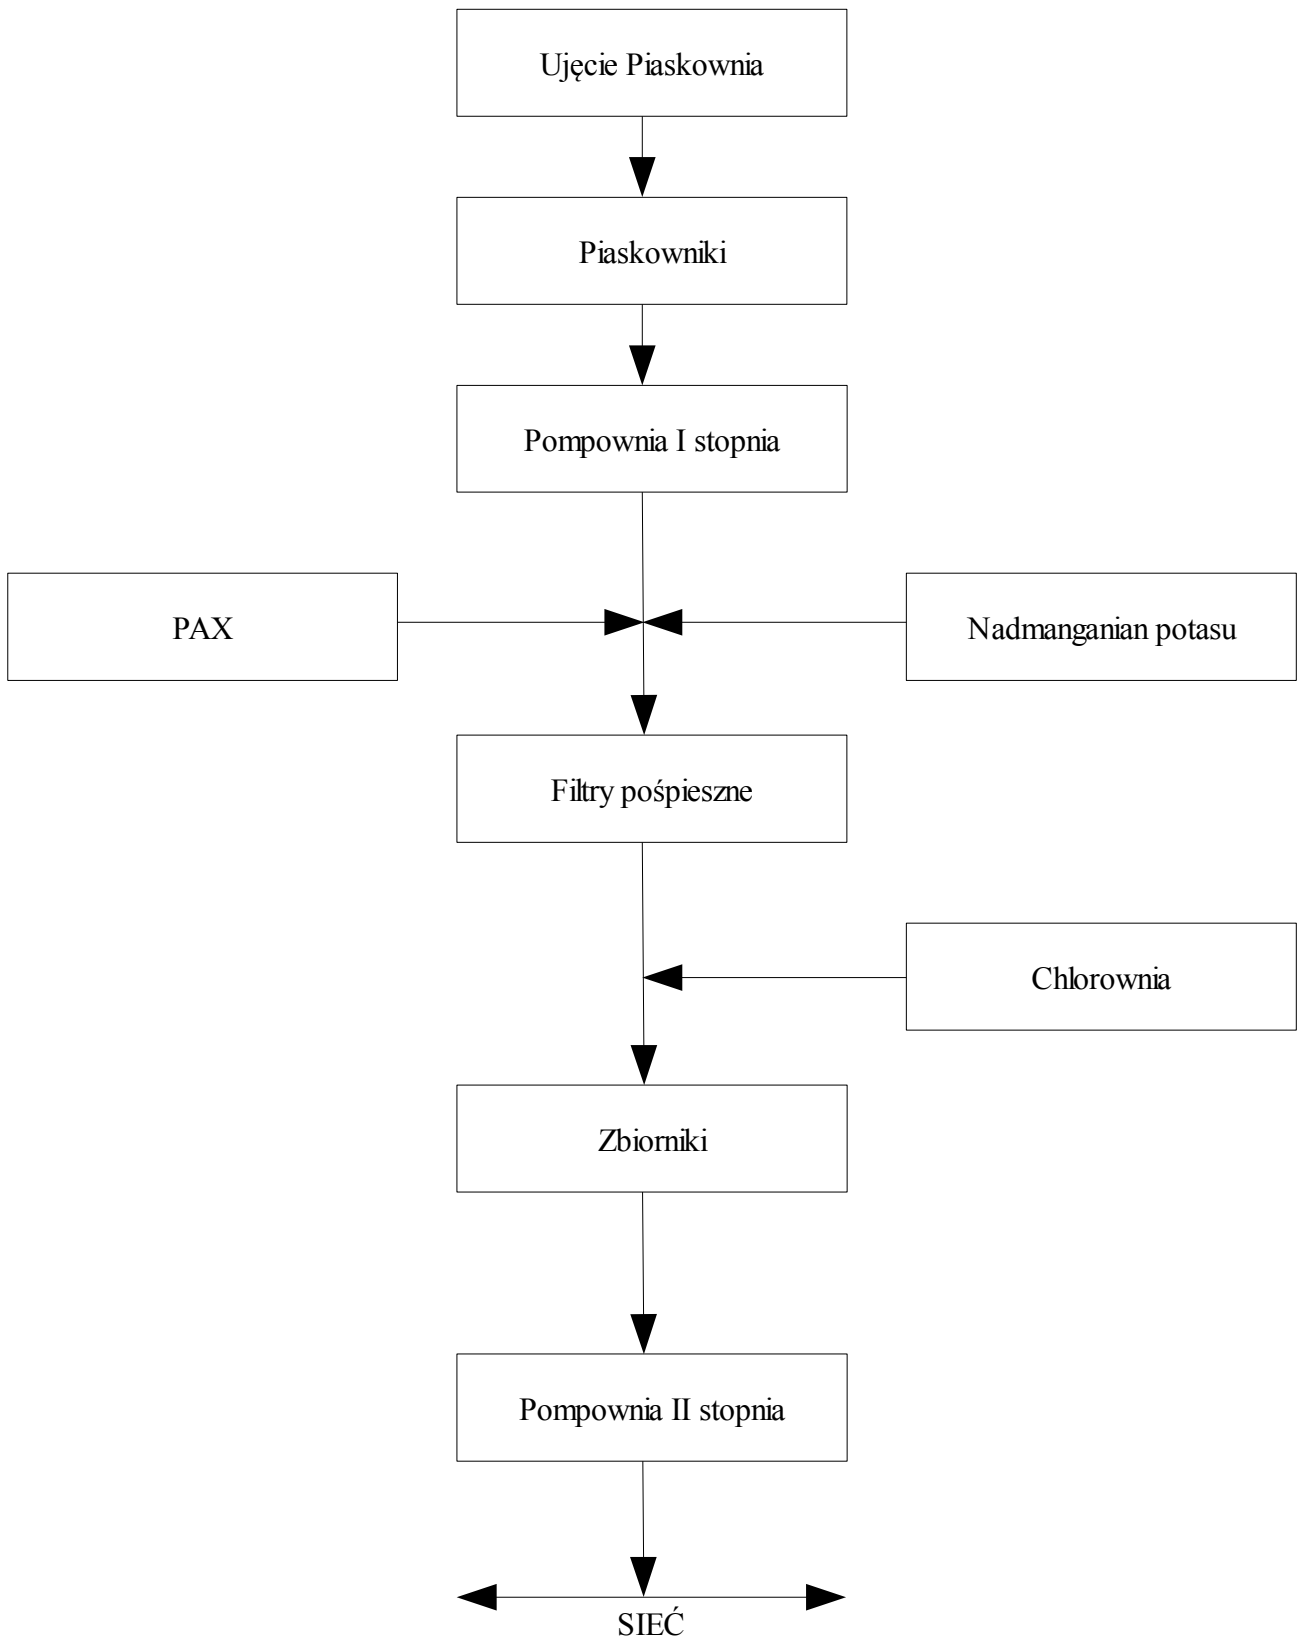 Ujęcie Piaskownia
Piaskowniki
Pompownia I stopnia
PAX
Nadmanganian potasu
Filtry pośpieszne
Chlorownia
Zbiorniki
Pompownia II stopnia
SIEĆ